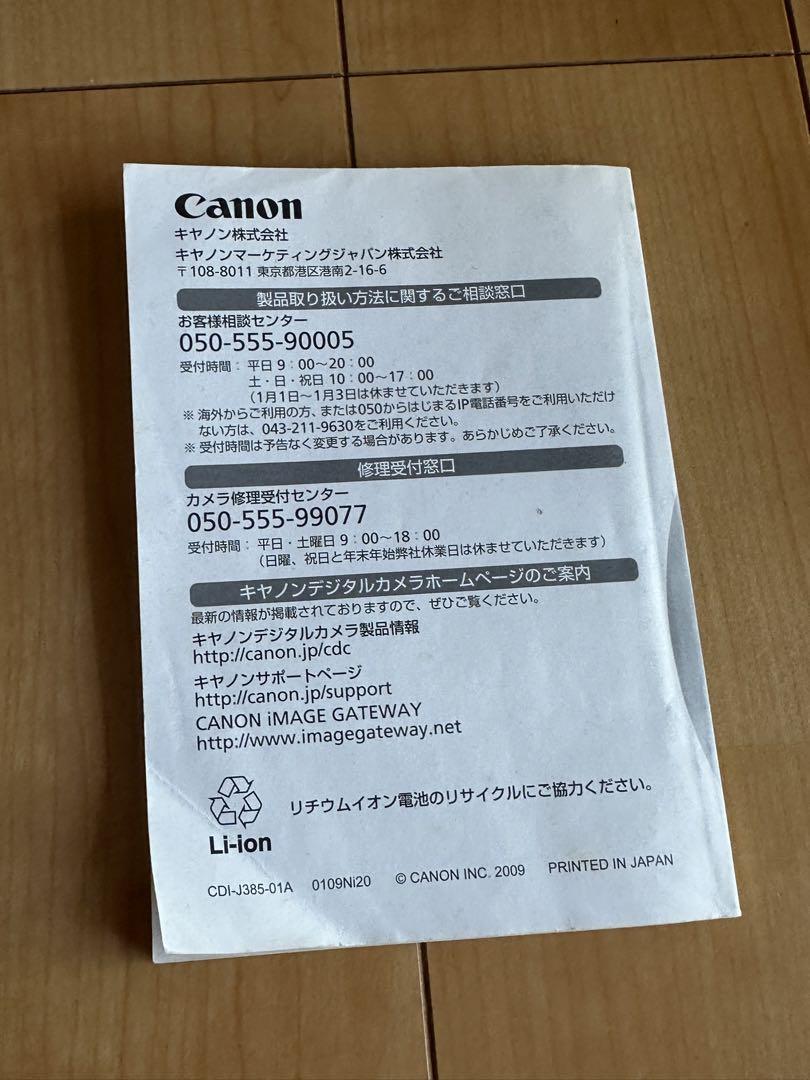 Canon
キヤノン株式会社
キヤノンマーケティングジャパン株式会社
〒108-8011 東京都港区港南2-16-6
製品取り扱い方法に関するご相談窓口
お客様相談センター
050-555-90005
受付時間：平日 9：00～20：00
土・日・祝日 10：00～17：00
（1月1日～1月3日は休ませていただきます）
※ 海外からご利用の方、または050からはじまるIP電話番号をご利用いただけ
ない方は、043-211-9630をご利用ください。
※ 受付時間は予告なく変更する場合があります。あらかじめご了承ください。
修理受付窓口
カメラ修理受付センター
050-555-99077
受付時間：平日・土曜日 9：00～18：00
（日曜、祝日と年末年始弊社休業日は休ませていただきます）
キヤノンデジタルカメラホームページのご案内
最新の情報が掲載されておりますので、ぜひご覧ください。
キヤノンデジタルカメラ製品情報
http://canon.jp/cdc
キヤノンサポートページ
http://canon.jp/support
CANON iMAGE GATEWAY
http://www.imagegateway.net
リチウムイオン電池のリサイクルにご協力ください。
Li-ion
CDI-J385-01A 0109Ni20 © CANON INC. 2009 PRINTED IN JAPAN